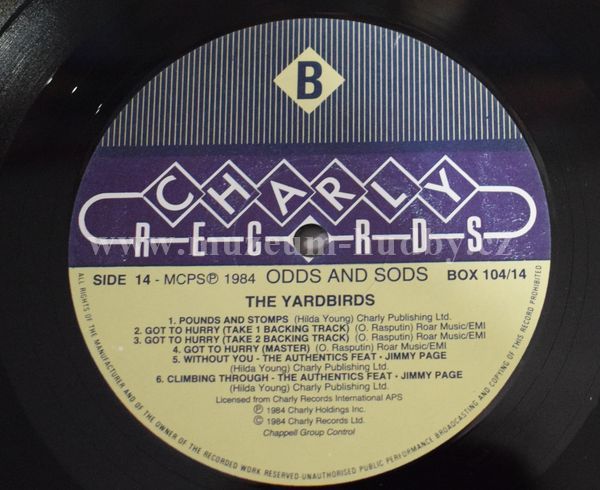 B
CHARLY
RECORDS
www.muzeum-hudby.cz
SIDE 14 - MCPS Ⓟ 1984 ODDS AND SODS BOX 104/14
THE YARDBIRDS
1. POUNDS AND STOMPS (Hilda Young) Charly Publishing Ltd.
2. GOT TO HURRY (TAKE 1 BACKING TRACK) (O. Rasputin) Roar Music/EMI
3. GOT TO HURRY (TAKE 2 BACKING TRACK) (O. Rasputin) Roar Music/EMI
4. GOT TO HURRY (MASTER) (O. Rasputin) Roar Music/EMI
5. WITHOUT YOU - THE AUTHENTICS FEAT · JIMMY PAGE
(Hilda Young) Charly Publishing Ltd.
6. CLIMBING THROUGH - THE AUTHENTICS FEAT · JIMMY PAGE
(Hilda Young) Charly Publishing Ltd.
Licensed from Charly Records International APS
Ⓟ 1984 Charly Holdings Inc.
© 1984 Charly Records Ltd.
Chappell Group Control
ALL RIGHTS OF THE MANUFACTURER AND OF THE OWNER OF THE RECORDED WORK RESERVED-UNAUTHORISED PUBLIC PERFORMANCE BROADCASTING AND COPYING OF THIS RECORD PROHIBITED